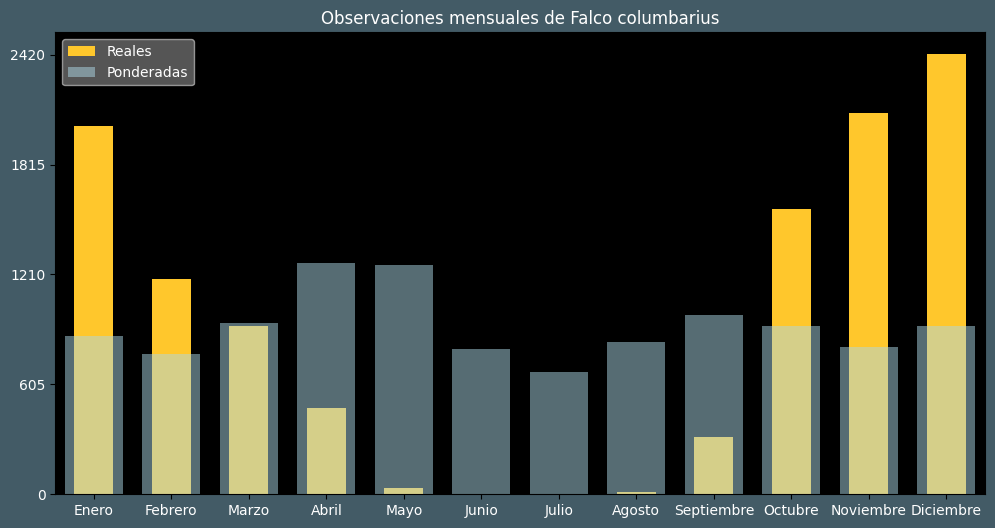 Observaciones mensuales de Falco columbarius
Reales
Ponderadas
2420
1815
1210
605
0
Enero Febrero Marzo Abril Mayo Junio Julio Agosto Septiembre Octubre Noviembre Diciembre